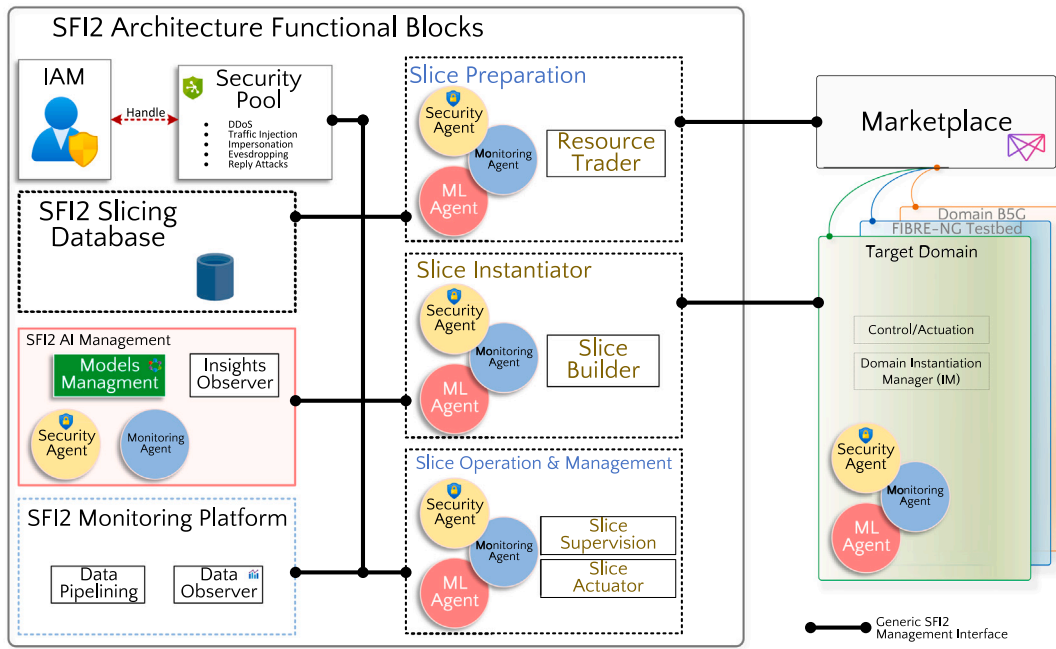 SFI2 Architecture Functional Blocks
IAM
Handle
Security
Pool
DDoS
Traffic Injection
Impersonation
Evesdropping
Reply Attacks
SFI2 Slicing
Database
SFI2 AI Management
Models
Managment
Insights
Observer
Security
Agent
Monitoring
Agent
SFI2 Monitoring Platform
Data
Pipelining
Data
Observer
Slice Preparation
Security
Agent
Monitoring
Agent
ML
Agent
Resource
Trader
Slice Instantiator
Security
Agent
Monitoring
Agent
ML
Agent
Slice
Builder
Slice Operation & Management
Security
Agent
Monitoring
Agent
ML
Agent
Slice
Supervision
Slice
Actuator
Marketplace
Domain B5G
FIBRE-NG Testbed
Target Domain
Control/Actuation
Domain Instantiation
Manager (IM)
Security
Agent
Monitoring
Agent
ML
Agent
Generic SFI2
Management Interface